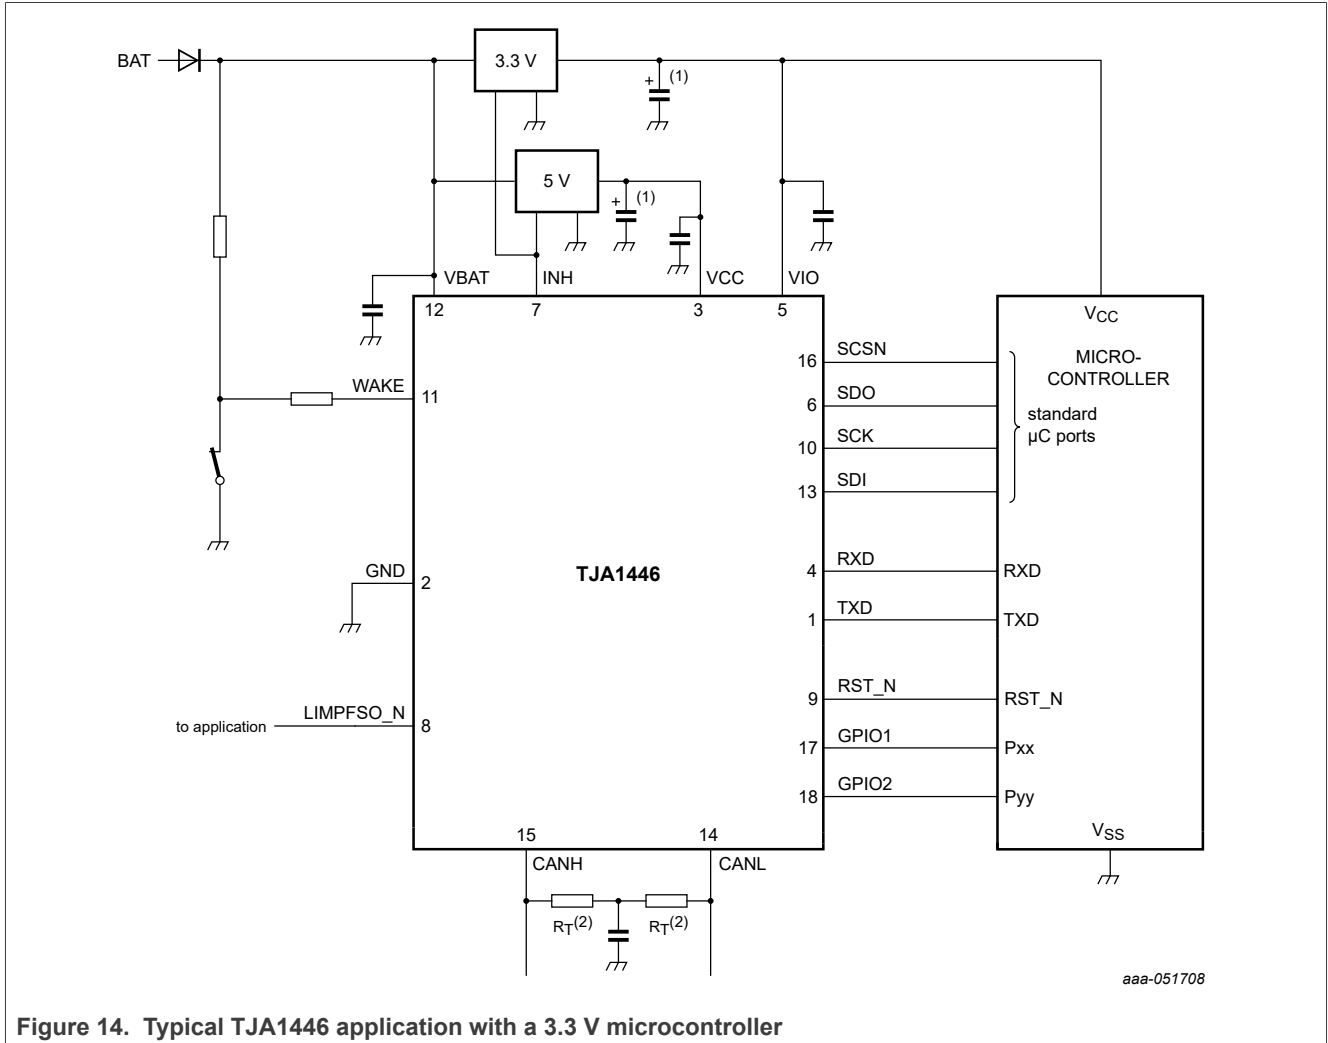 BAT
3.3 V
+ (1)
5 V
+ (1)
VBAT
INH
VCC
VIO
12
7
3
5
VCC
MICRO-
CONTROLLER
standard
µC ports
16
SCSN
6
SDO
10
SCK
13
SDI
WAKE
11
GND
2
TJA1446
4
RXD
RXD
1
TXD
TXD
9
RST_N
RST_N
to application
LIMPFSO_N
8
17
GPIO1
Pxx
18
GPIO2
Pyy
15
14
VSS
CANH
CANL
RT(2)
RT(2)
aaa-051708
Figure 14. Typical TJA1446 application with a 3.3 V microcontroller